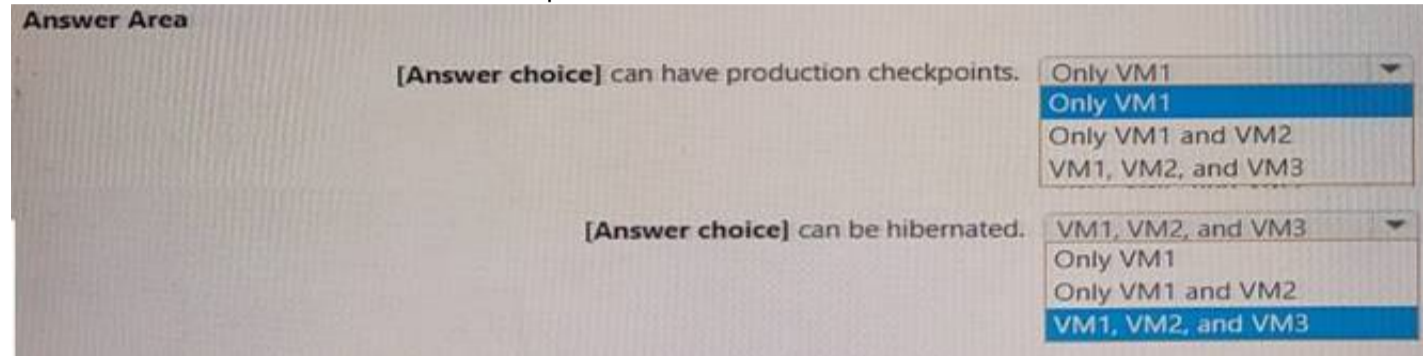 Answer Area
[Answer choice] can have production checkpoints.
Only VM1
Only VM1
Only VM1 and VM2
VM1, VM2, and VM3
[Answer choice] can be hibernated.
VM1, VM2, and VM3
Only VM1
Only VM1 and VM2
VM1, VM2, and VM3